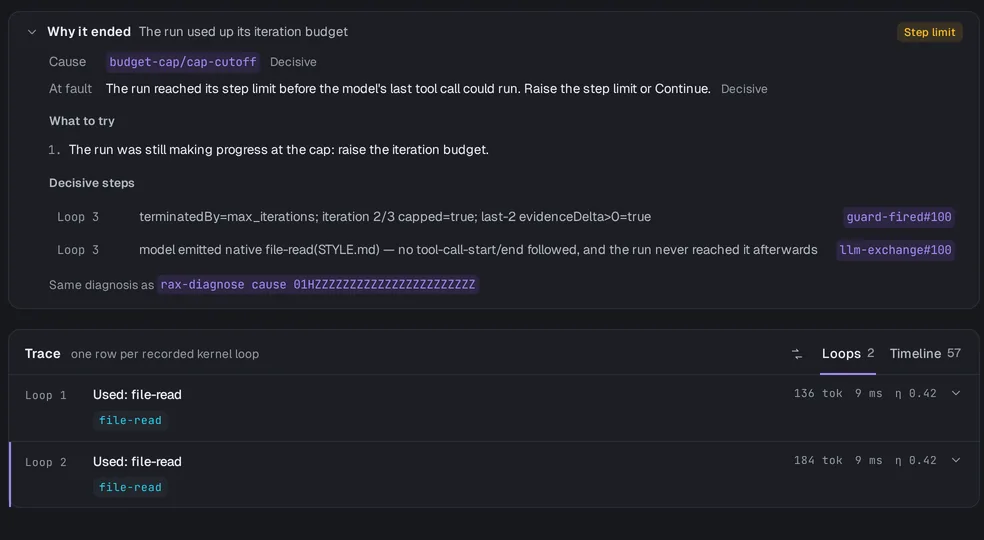 Why it ended The run used up its iteration budget Step limit
Cause budget-cap/cap-cutoff Decisive
At fault The run reached its step limit before the model's last tool call could run. Raise the step limit or Continue. Decisive
What to try
1. The run was still making progress at the cap: raise the iteration budget.
Decisive steps
Loop 3 terminatedBy=max_iterations; iteration 2/3 capped=true; last-2 evidenceDelta>0=true guard-fired#100
Loop 3 model emitted native file-read(STYLE.md) — no tool-call-start/end followed, and the run never reached it afterwards llm-exchange#100
Same diagnosis as rax-diagnose cause 01HZZZZZZZZZZZZZZZZZZZZZZZ
Trace one row per recorded kernel loop Loops 2 Timeline 57
Loop 1 Used: file-read 136 tok 9 ms η 0.42
file-read
Loop 2 Used: file-read 184 tok 9 ms η 0.42
file-read